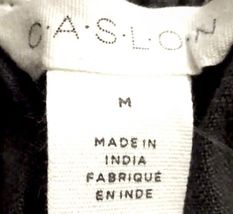 C·A·S·L·O·N
M
MADE IN
INDIA
FABRIQUÉ
EN INDE